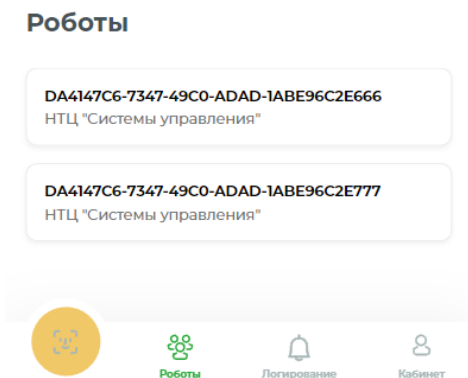 Роботы
DA4147C6-7347-49C0-ADAD-1ABE96C2E666
НТЦ "Системы управления"
DA4147C6-7347-49C0-ADAD-1ABE96C2E777
НТЦ "Системы управления"
Роботы Логирование Кабинет